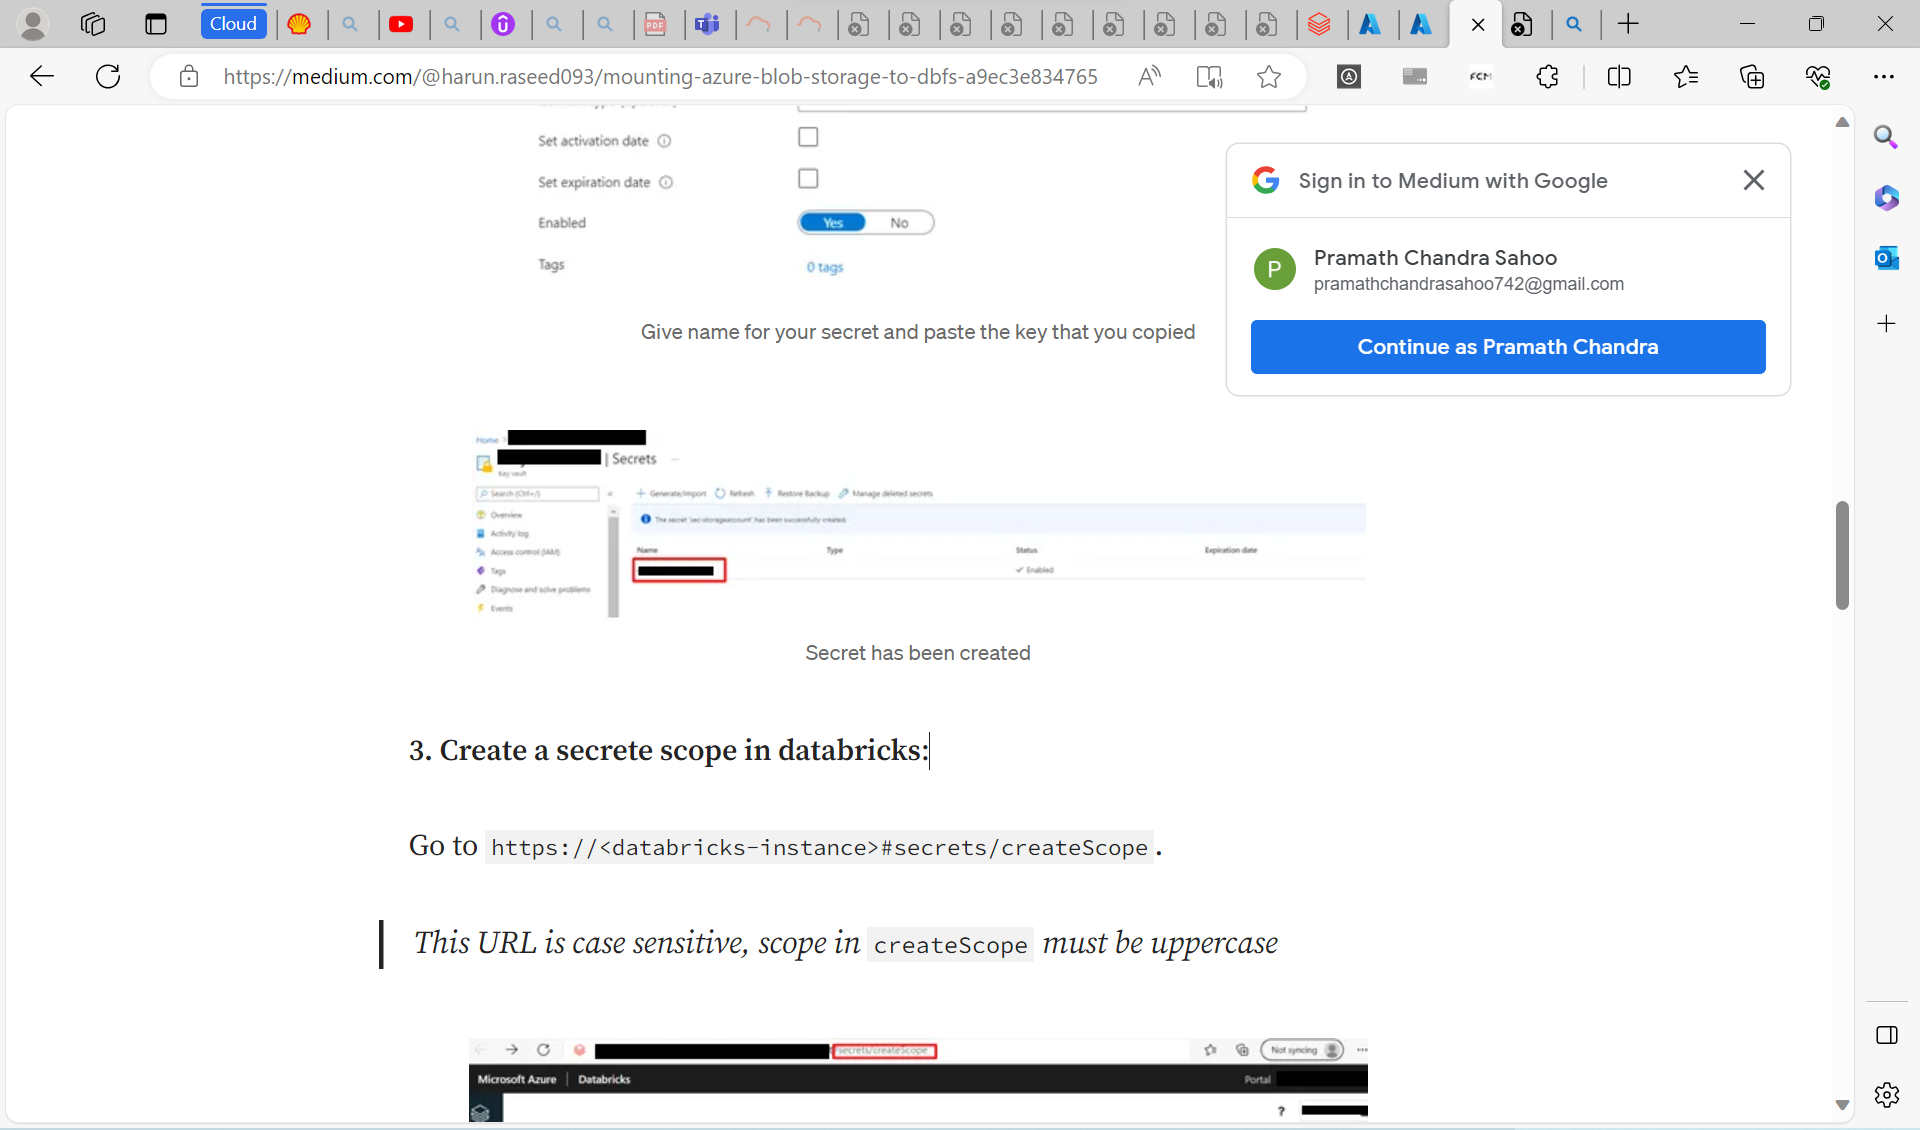 Cloud
https://medium.com/@harun.raseed093/mounting-azure-blob-storage-to-dbfs-a9ec3e834765
FCM
Set activation date
Set expiration date
Enabled
Yes No
Tags
0 tags
Sign in to Medium with Google
P
Pramath Chandra Sahoo
pramathchandrasahoo742@gmail.com
Continue as Pramath Chandra
Give name for your secret and paste the key that you copied
Home >
| Secrets ...
Key vault
Search (Ctrl+/)
Generate/Import Refresh Restore Backup Manage deleted secrets
Overview
The secret 'sec-storageaccount' has been successfully created.
Activity log
Access control (IAM)
Name Type Status Expiration date
Tags
Enabled
Diagnose and solve problems
Events
Secret has been created
3. Create a secrete scope in databricks:
Go to https://<databricks-instance>#secrets/createScope.
This URL is case sensitive, scope in createScope must be uppercase
secrets/createScope
Not syncing
Microsoft Azure | Databricks
Portal
?